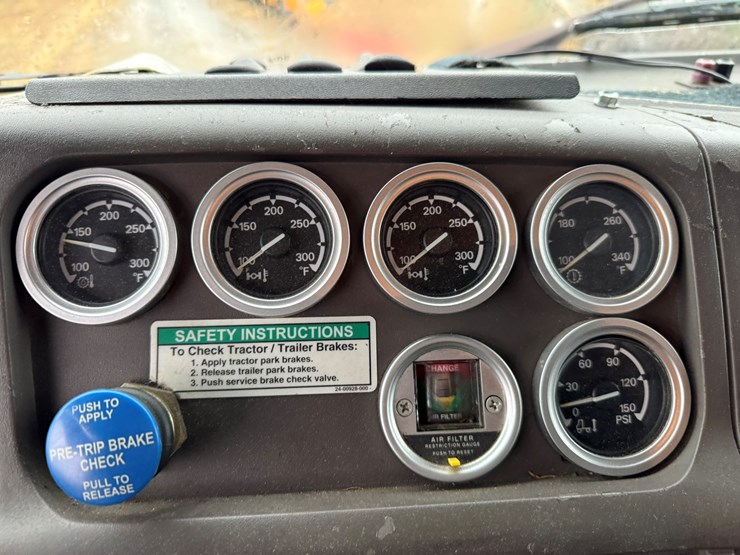 200
150
250
100
300
°F
200
150
250
100
300
°F
200
150
250
100
300
°F
180
260
100
340
°F
SAFETY INSTRUCTIONS
To Check Tractor / Trailer Brakes:
1. Apply tractor park brakes.
2. Release trailer park brakes.
3. Push service brake check valve.
PUSH TO
APPLY
PRE-TRIP BRAKE
CHECK
PULL TO
RELEASE
CHANGE
AIR FILTER
AIR FILTER
RESTRICTION GAUGE
PUSH TO RESET
60
90
30
120
0
150
PSI